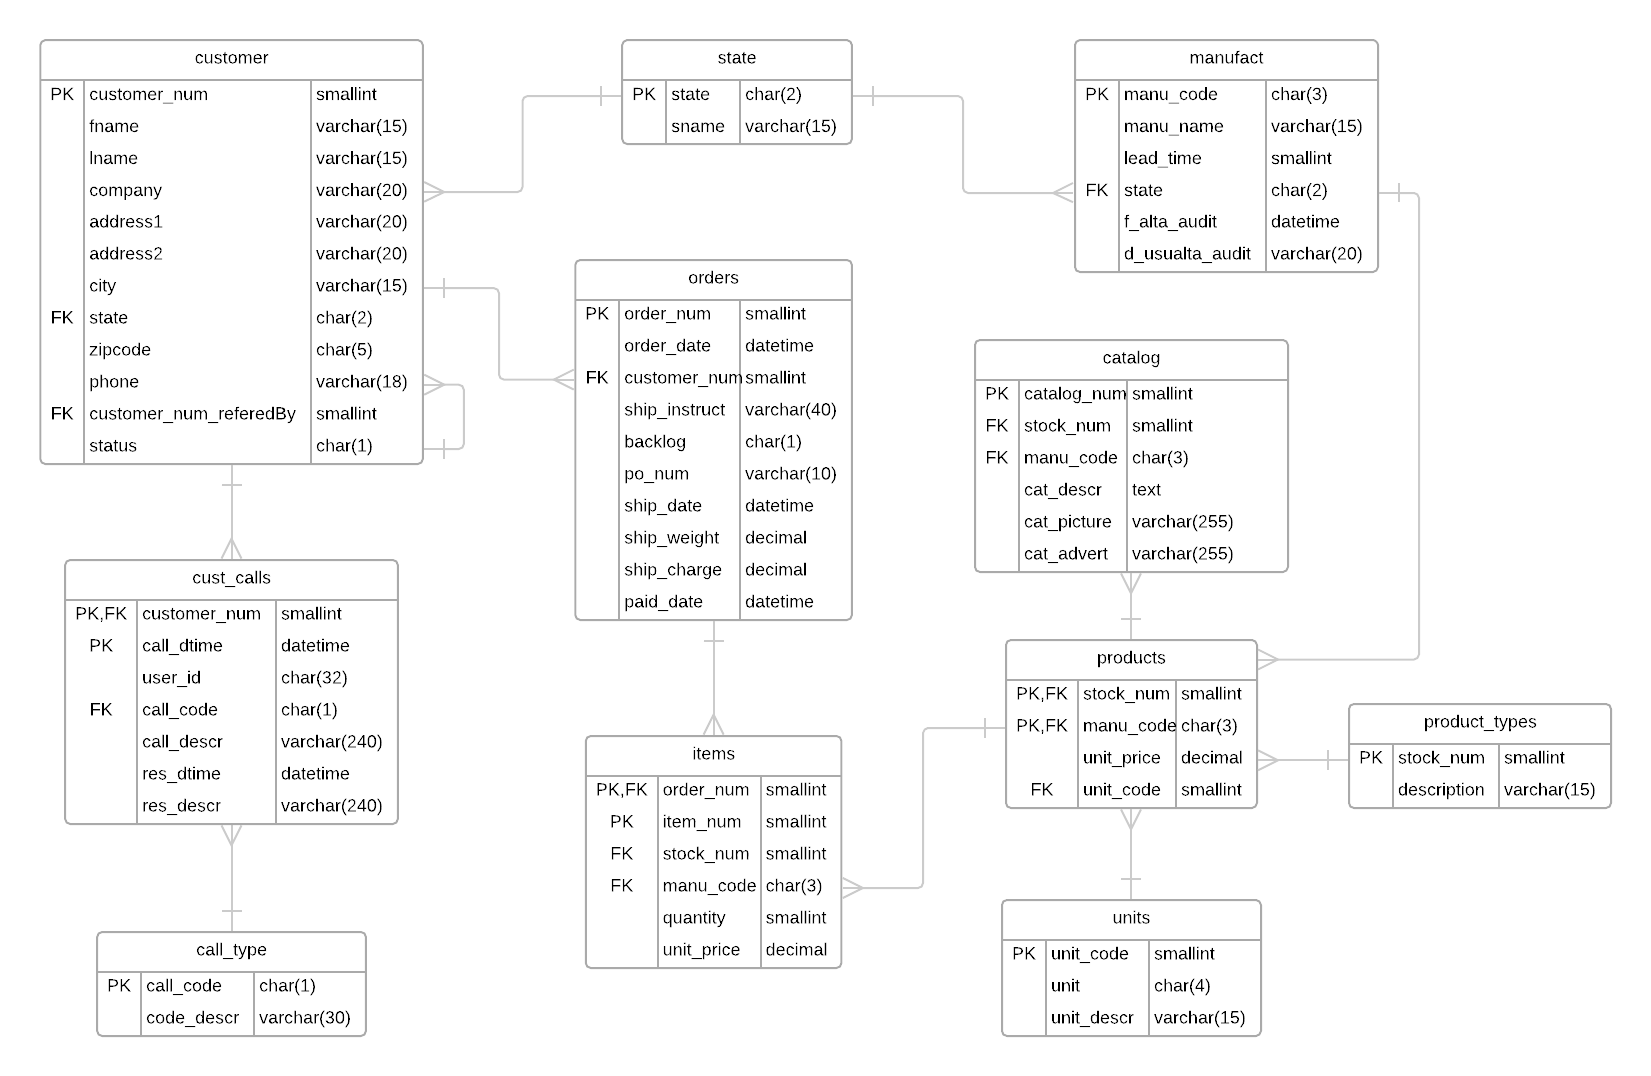 customer
PK customer_num smallint
fname varchar(15)
lname varchar(15)
company varchar(20)
address1 varchar(20)
address2 varchar(20)
city varchar(15)
FK state char(2)
zipcode char(5)
phone varchar(18)
FK customer_num_referedBy smallint
status char(1)
state
PK state char(2)
sname varchar(15)
manufact
PK manu_code char(3)
manu_name varchar(15)
lead_time smallint
FK state char(2)
f_alta_audit datetime
d_usualta_audit varchar(20)
orders
PK order_num smallint
order_date datetime
FK customer_num smallint
ship_instruct varchar(40)
backlog char(1)
po_num varchar(10)
ship_date datetime
ship_weight decimal
ship_charge decimal
paid_date datetime
catalog
PK catalog_num smallint
FK stock_num smallint
FK manu_code char(3)
cat_descr text
cat_picture varchar(255)
cat_advert varchar(255)
cust_calls
PK,FK customer_num smallint
PK call_dtime datetime
user_id char(32)
FK call_code char(1)
call_descr varchar(240)
res_dtime datetime
res_descr varchar(240)
products
PK,FK stock_num smallint
PK,FK manu_code char(3)
unit_price decimal
FK unit_code smallint
product_types
PK stock_num smallint
description varchar(15)
items
PK,FK order_num smallint
PK item_num smallint
FK stock_num smallint
FK manu_code char(3)
quantity smallint
unit_price decimal
units
PK unit_code smallint
unit char(4)
unit_descr varchar(15)
call_type
PK call_code char(1)
code_descr varchar(30)